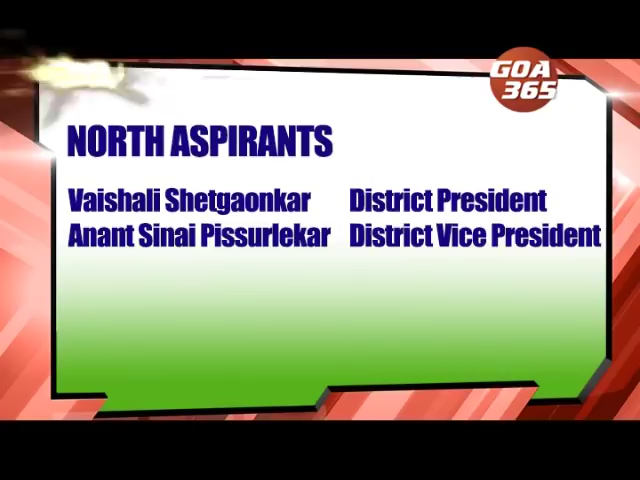 GOA
365
NORTH ASPIRANTS
Vaishali Shetgaonkar District President
Anant Sinai Pissurlekar District Vice President